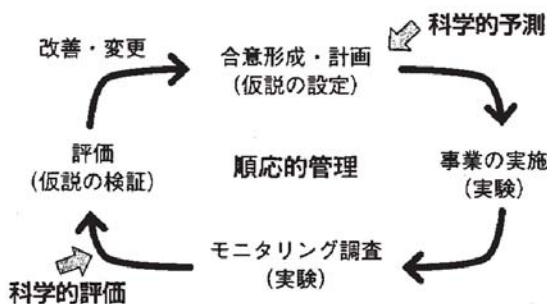 科学的予測
改善・変更
合意形成・計画
(仮説の設定)
評価
(仮説の検証)
順応的管理
事業の実施
(実験)
モニタリング調査
(実験)
科学的評価